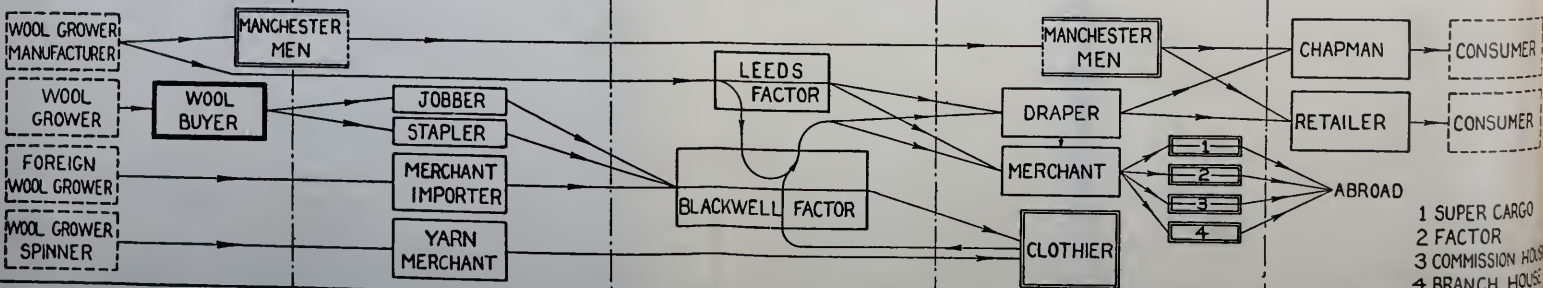 WOOL GROWER
MANUFACTURER
MANCHESTER
MEN
MANCHESTER
MEN
CHAPMAN
CONSUMER
LEEDS
FACTOR
WOOL
GROWER
WOOL
BUYER
JOBBER
STAPLER
DRAPER
RETAILER
CONSUMER
FOREIGN
WOOL GROWER
MERCHANT
IMPORTER
BLACKWELL FACTOR
MERCHANT
1
2
3
4
ABROAD
WOOL GROWER
SPINNER
YARN
MERCHANT
CLOTHIER
1 SUPER CARGO
2 FACTOR
3 COMMISSION HOUSE
4 BRANCH HOUSE